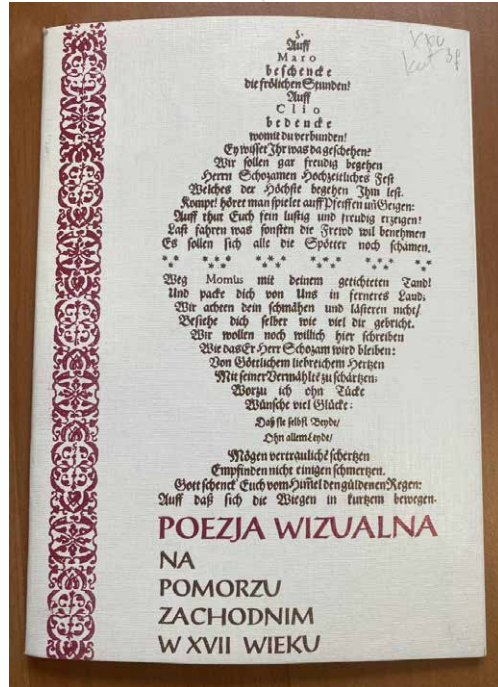 5.
Auff
Maro
beschencke
die frölichen Stunden!
Auff
Clio
bedencke
womit du verbunden!
Ey wisset Ihr was da geschehen?
Wir sollen gar freudig begehen
Herrn Schozamen Hochzeitliches Fest
Welches der Höchste begehen Ihm lest.
Kompt! höret man spielet auff Pfeiffen uñ Geigen:
Auff thut Euch fein lustig und freudig erzeigen!
Last fahren was sonsten die Frewd wil benehmen
Es sollen sich alle die Spötter noch schämen.
Weg Momus mit deinem getichteten Tand!
Und packe dich von Uns in ferneres Land;
Wir achten dein schmähen und lästeren nicht/
Besiehe dich selber wie viel dir gebricht.
Wir wollen noch willich hier schreiben
Wie das Er Herr Schozam wird bleiben:
Von Göttlichem liebreichem Hertzen
Mit seiner Vermähltē zu schärtzen:
Worzu ich ohn Tücke
Wünsche viel Glücke:
Daß sie selbst Beyde/
Ohn allem Leyde/
Mögen vertraulichē schertzen
Empfinden nicht einigen schmertzen.
Gott schenck' Euch vom Him̃el den güldenen Regen:
Auff daß sich die Wiegen in kurtzem bewegen.
POEZJA WIZUALNA
NA
POMORZU
ZACHODNIM
W XVII WIEKU